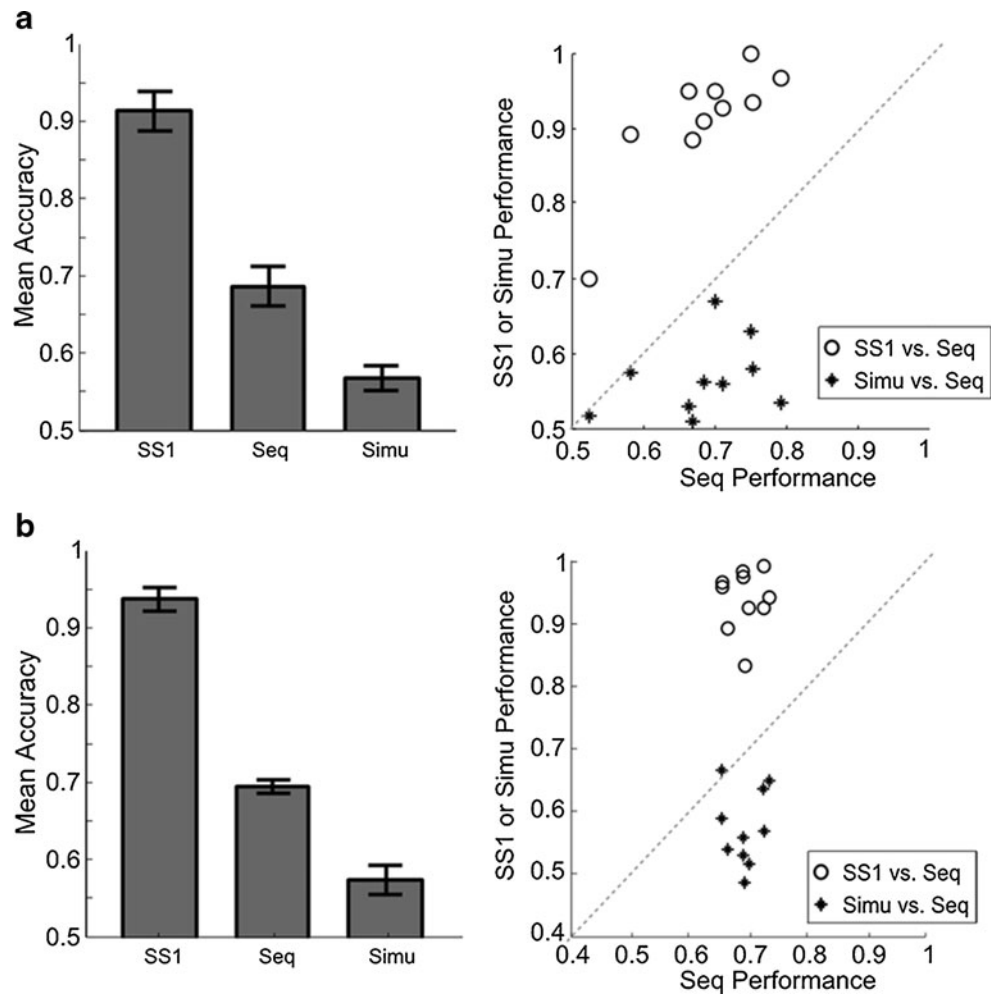 a
Mean Accuracy
1
0.9
0.8
0.7
0.6
0.5
SS1 Seq Simu
SS1 or Simu Performance
1
0.9
0.8
0.7
0.6
0.5
0.5 0.6 0.7 0.8 0.9 1
Seq Performance
SS1 vs. Seq
Simu vs. Seq
b
Mean Accuracy
1
0.9
0.8
0.7
0.6
0.5
SS1 Seq Simu
SS1 or Simu Performance
1
0.9
0.8
0.7
0.6
0.5
0.4
0.4 0.5 0.6 0.7 0.8 0.9 1
Seq Performance
SS1 vs. Seq
Simu vs. Seq